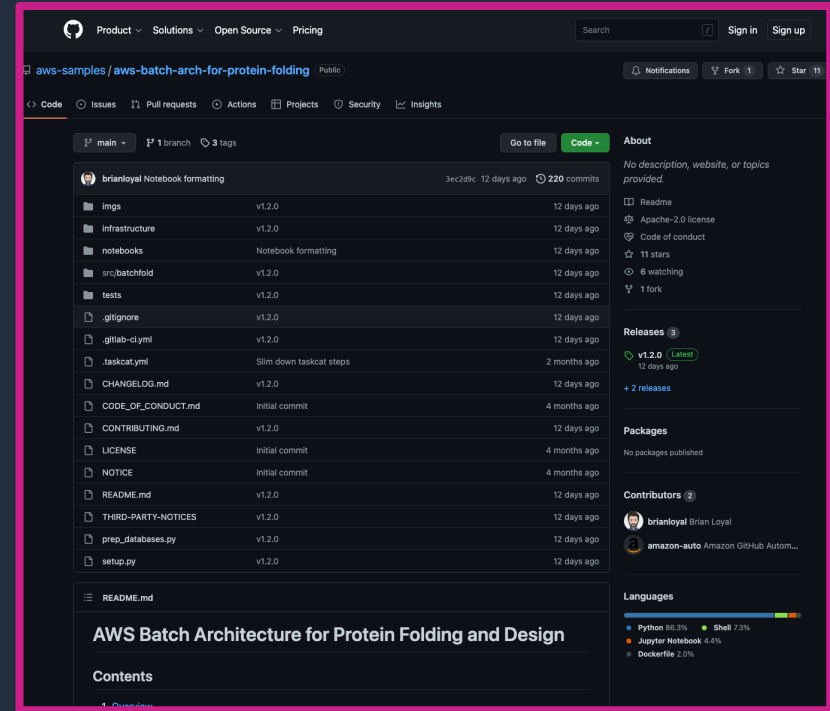 Product Solutions Open Source Pricing Search / Sign in Sign up
aws-samples / aws-batch-arch-for-protein-folding Public Notifications Fork 1 Star 11
<> Code Issues Pull requests Actions Projects Security Insights
main 1 branch 3 tags Go to file Code
brianloyal Notebook formatting 3ec2d9c 12 days ago 220 commits
imgs v1.2.0 12 days ago
infrastructure v1.2.0 12 days ago
notebooks Notebook formatting 12 days ago
src/batchfold v1.2.0 12 days ago
tests v1.2.0 12 days ago
.gitignore v1.2.0 12 days ago
.gitlab-ci.yml v1.2.0 12 days ago
.taskcat.yml Slim down taskcat steps 2 months ago
CHANGELOG.md v1.2.0 12 days ago
CODE_OF_CONDUCT.md Initial commit 4 months ago
CONTRIBUTING.md v1.2.0 12 days ago
LICENSE Initial commit 4 months ago
NOTICE Initial commit 4 months ago
README.md v1.2.0 12 days ago
THIRD-PARTY-NOTICES v1.2.0 12 days ago
prep_databases.py v1.2.0 12 days ago
setup.py v1.2.0 12 days ago
README.md
AWS Batch Architecture for Protein Folding and Design
Contents
1. Overview
About
No description, website, or topics
provided.
Readme
Apache-2.0 license
Code of conduct
11 stars
6 watching
1 fork
Releases 3
v1.2.0 Latest
12 days ago
+ 2 releases
Packages
No packages published
Contributors 2
brianloyal Brian Loyal
amazon-auto Amazon GitHub Autom...
Languages
Python 86.3% Shell 7.3%
Jupyter Notebook 4.4%
Dockerfile 2.0%